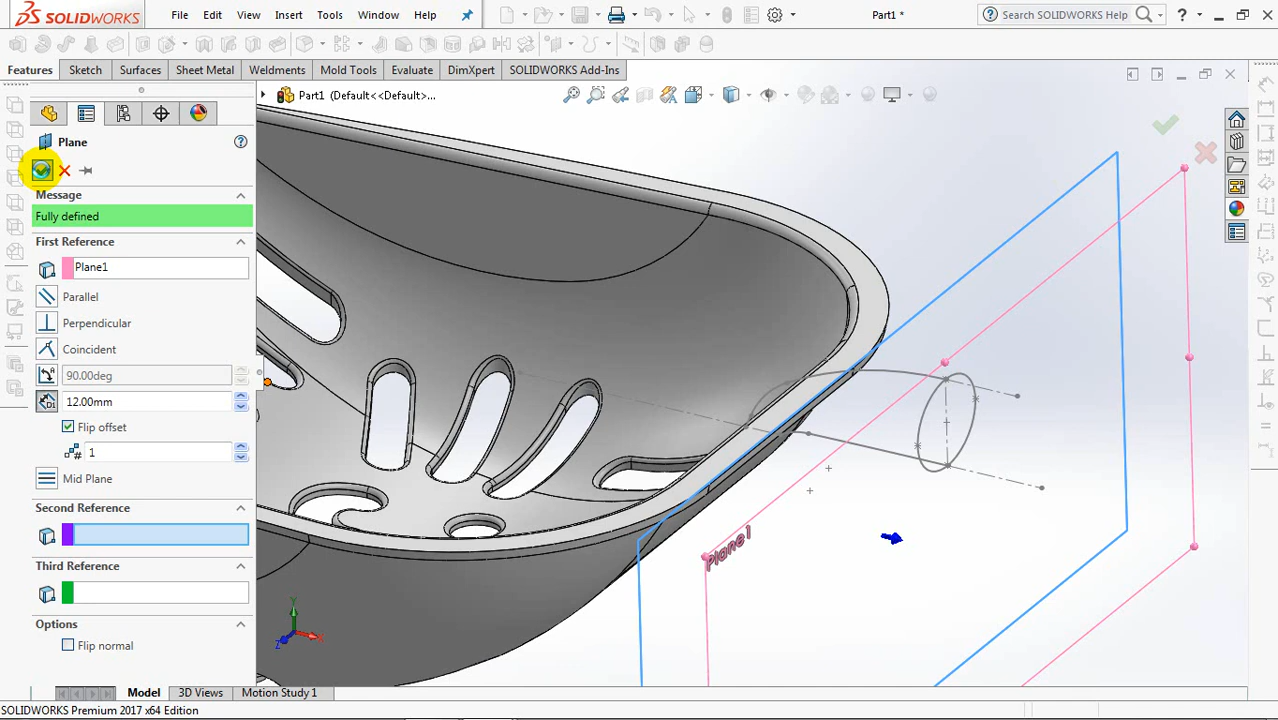 SOLIDWORKS File Edit View Insert Tools Window Help Part1 * Search SOLIDWORKS Help ?
Features Sketch Surfaces Sheet Metal Weldments Mold Tools Evaluate DimXpert SOLIDWORKS Add-Ins
Part1 (Default<<Default>...
Plane
Message
Fully defined
First Reference
Plane1
Parallel
Perpendicular
Coincident
90.00deg
12.00mm
Flip offset
1
Mid Plane
Second Reference
Third Reference
Options
Flip normal
Plane1
Y
X
Z
Model 3D Views Motion Study 1
SOLIDWORKS Premium 2017 x64 Edition